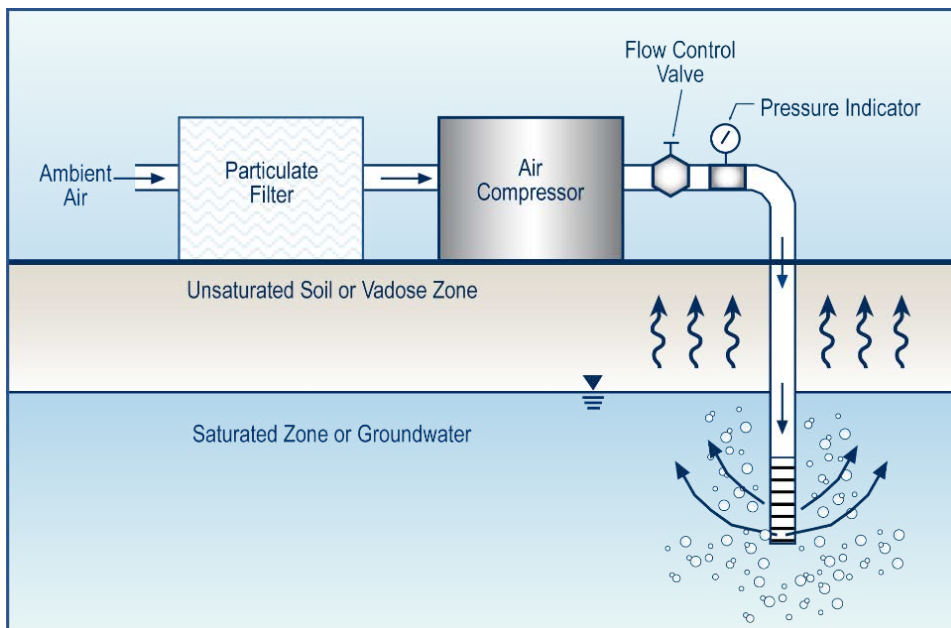 Flow Control
Valve
Pressure Indicator
Ambient
Air
Particulate
Filter
Air
Compressor
Unsaturated Soil or Vadose Zone
Saturated Zone or Groundwater